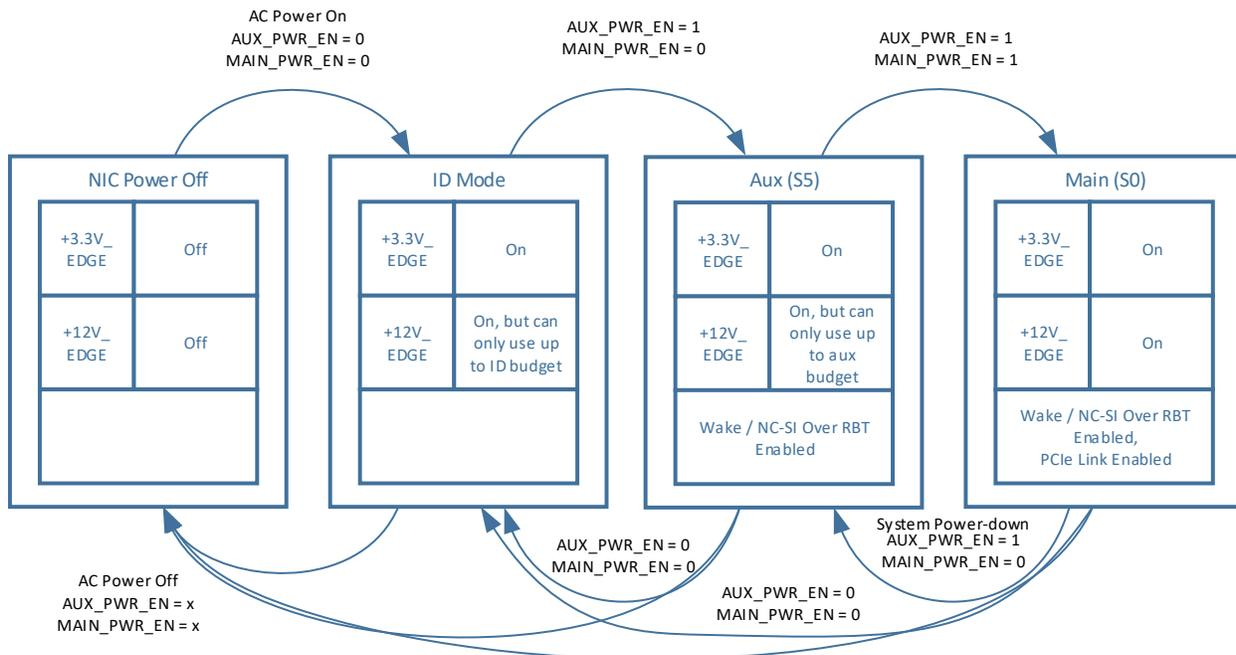 AC Power On
AUX_PWR_EN = 0
MAIN_PWR_EN = 0
AUX_PWR_EN = 1
MAIN_PWR_EN = 0
AUX_PWR_EN = 1
MAIN_PWR_EN = 1
NIC Power Off
+3.3V_
EDGE
Off
+12V_
EDGE
Off
ID Mode
+3.3V_
EDGE
On
+12V_
EDGE
On, but can
only use up
to ID budget
Aux (S5)
+3.3V_
EDGE
On
+12V_
EDGE
On, but can
only use up
to aux
budget
Wake / NC-SI Over RBT
Enabled
Main (S0)
+3.3V_
EDGE
On
+12V_
EDGE
On
Wake / NC-SI Over RBT
Enabled,
PCIe Link Enabled
AC Power Off
AUX_PWR_EN = x
MAIN_PWR_EN = x
AUX_PWR_EN = 0
MAIN_PWR_EN = 0
AUX_PWR_EN = 0
MAIN_PWR_EN = 0
System Power-down
AUX_PWR_EN = 1
MAIN_PWR_EN = 0